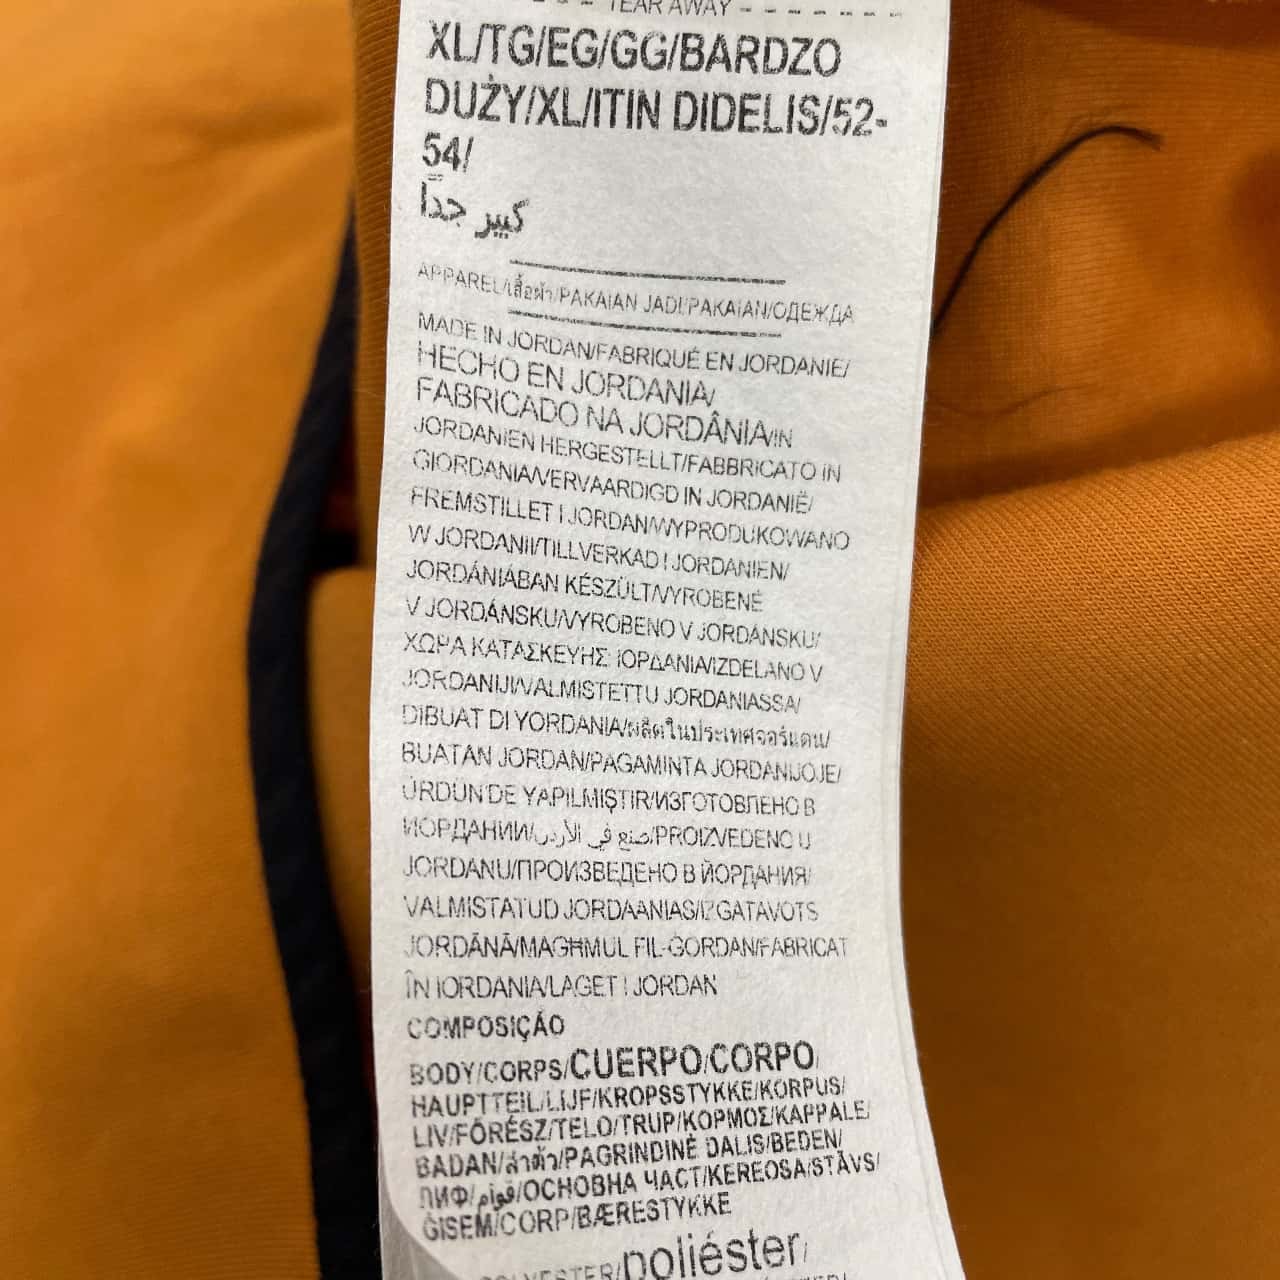 TEAR AWAY
XL/TG/EG/GG/BARDZO
DUŻY/XL/ITIN DIDELIS/52-
54/
كبير جداً
APPAREL/เสื้อผ้า/PAKAIAN JADI/PAKAIAN/ОДЕЖДА
MADE IN JORDAN/FABRIQUÉ EN JORDANIE/
HECHO EN JORDANIA/
FABRICADO NA JORDÂNIA/IN
JORDANIEN HERGESTELLT/FABBRICATO IN
GIORDANIA/VERVAARDIGD IN JORDANIË/
FREMSTILLET I JORDAN/WYPRODUKOWANO
W JORDANII/TILLVERKAD I JORDANIEN/
JORDÁNIÁBAN KÉSZÜLT/VYROBENÉ
V JORDÁNSKU/VYROBENO V JORDÁNSKU/
ΧΩΡΑ ΚΑΤΑΣΚΕΥΗΣ: ΙΟΡΔΑΝΙΑ/IZDELANO V
JORDANIJI/VALMISTETTU JORDANIASSA/
DIBUAT DI YORDANIA/ผลิตในประเทศจอร์แดน/
BUATAN JORDAN/PAGAMINTA JORDANIJOJE/
ÜRDÜN'DE YAPILMIŞTIR/ИЗГОТОВЛЕНО В
ИОРДАНИИ/صنع في الأردن/PROIZVEDENO U
JORDANU/ПРОИЗВЕДЕНО В ЙОРДАНИЯ/
VALMISTATUD JORDAANIAS/IZGATAVOTS
JORDĀNĀ/MAGĦMUL FIL-ĠORDAN/FABRICAT
ÎN IORDANIA/LAGET I JORDAN
COMPOSIÇÃO
BODY/CORPS/CUERPO/CORPO/
HAUPTTEIL/LIJF/KROPSSTYKKE/KORPUS/
LIV/FŐRÉSZ/TELO/TRUP/ΚΟΡΜΟΣ/KAPPALE/
BADAN/ลำตัว/PAGRINDINĖ DALIS/BEDEN/
ЛИФ/قوام/ОСНОВНА ЧАСТ/KEREOSA/STĀVS/
ĠISEM/CORP/BÆRESTYKKE
POLYESTER/poliéster/